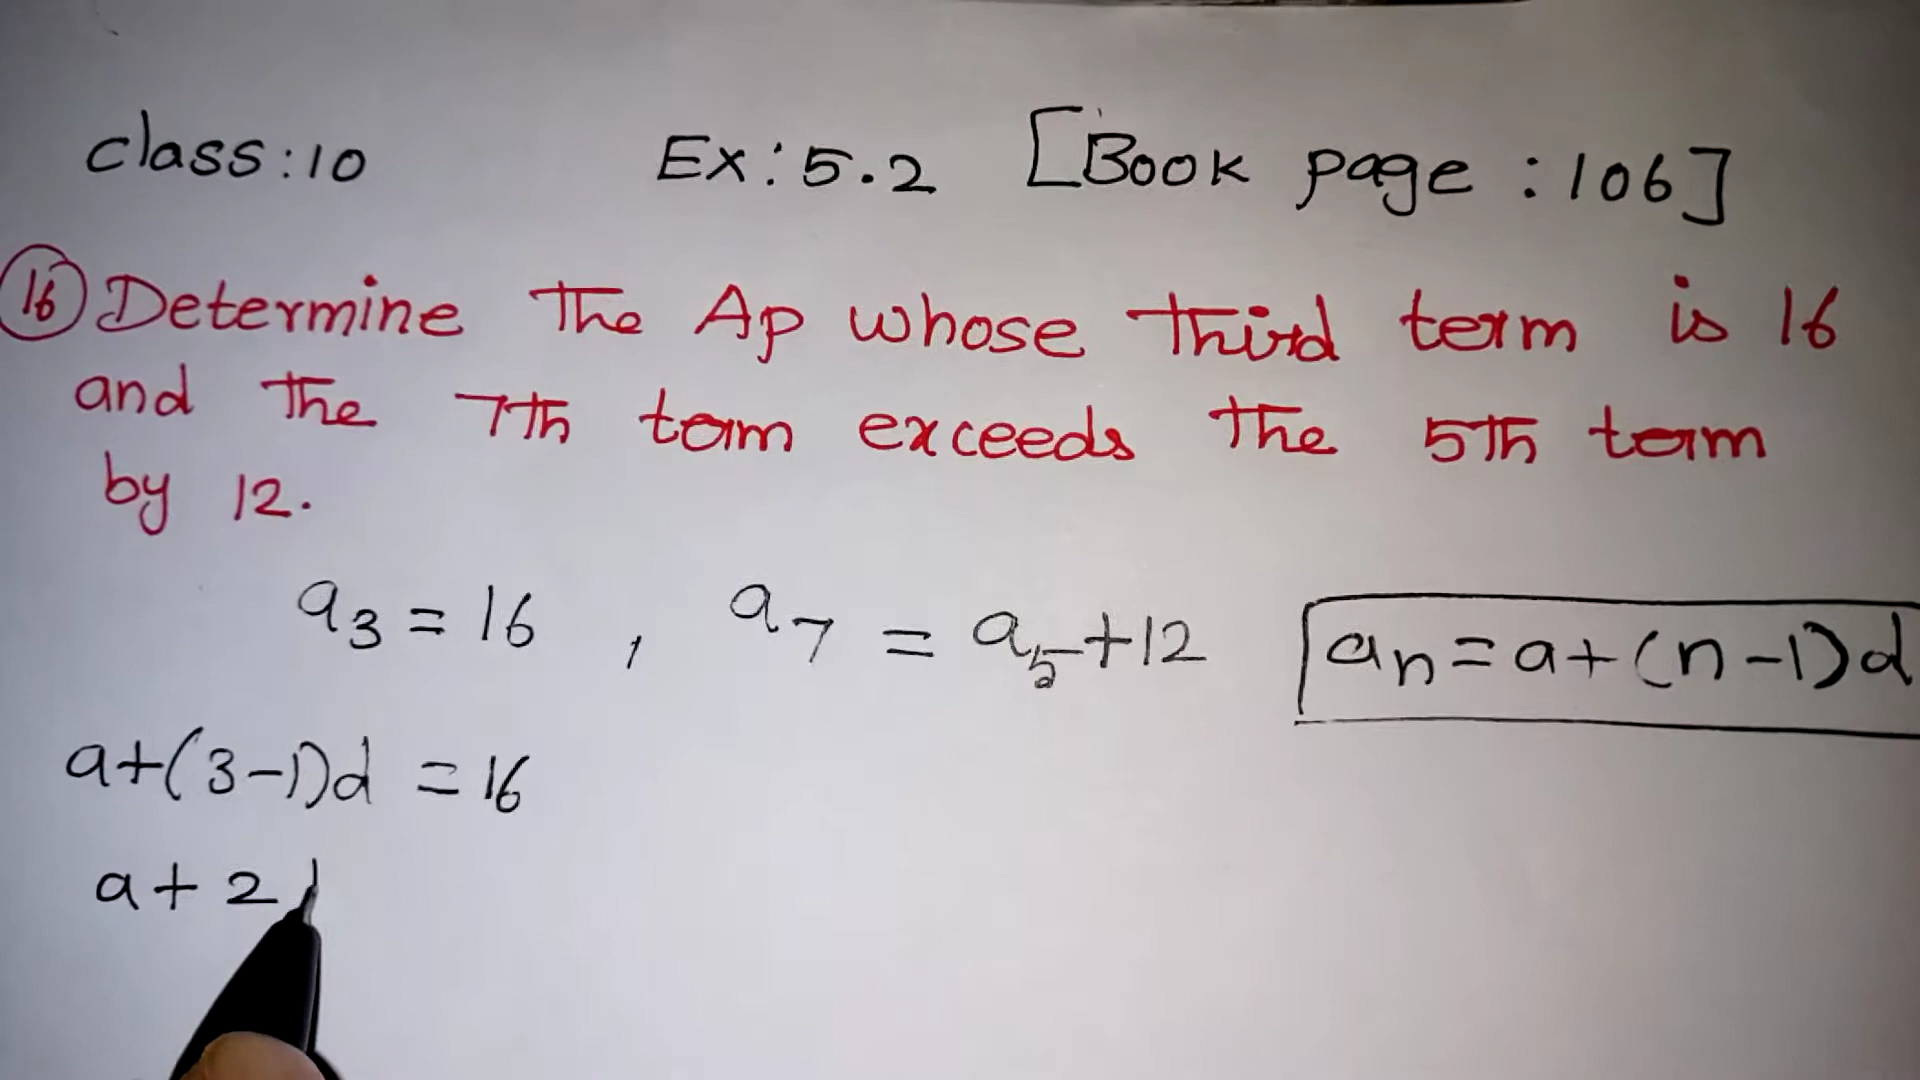 class:10 Ex:5.2 [Book page:106]
16 Determine the Ap whose third term is 16
and the 7th term exceeds the 5th term
by 12.
a₃ = 16 , a₇ = a₅+12 aₙ = a+(n-1)d
a+(3-1)d = 16
a+2